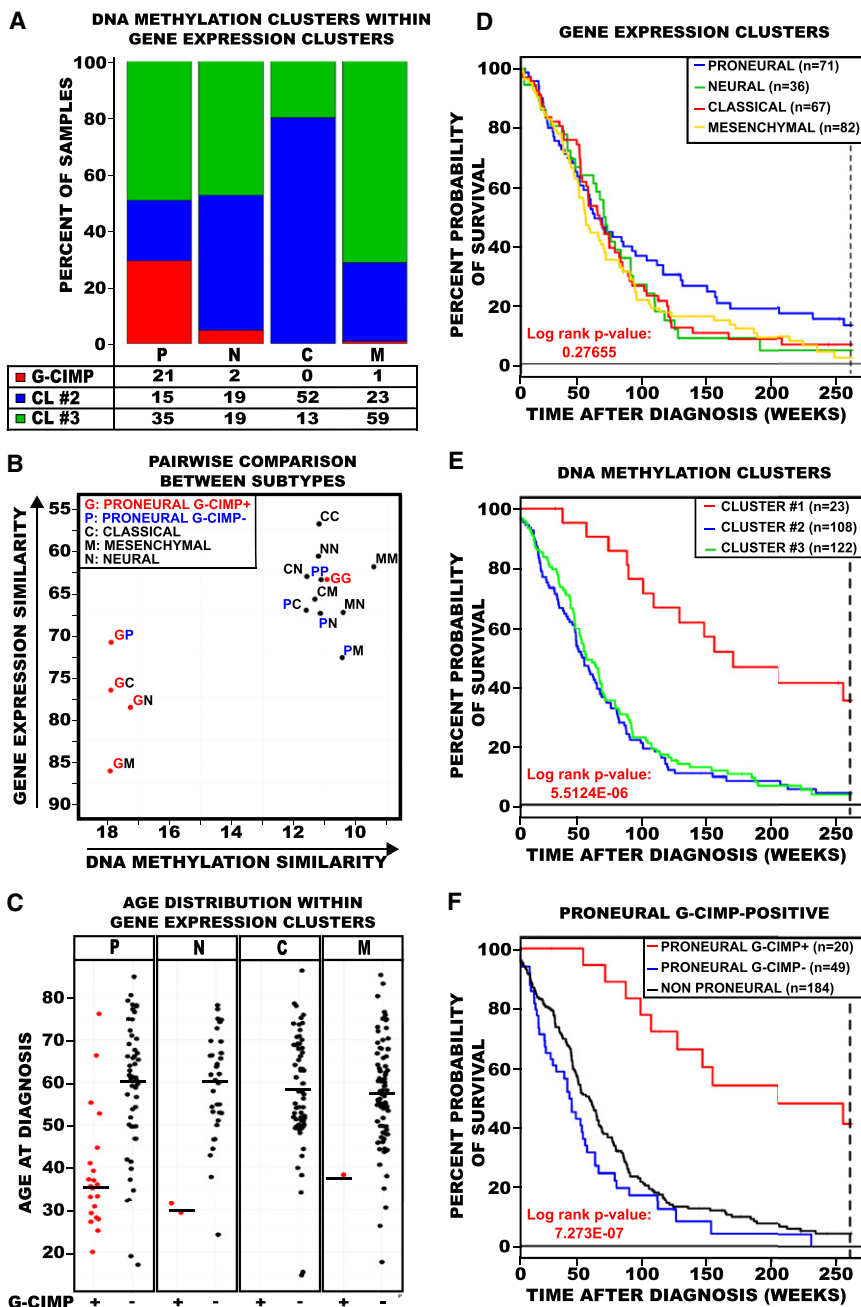 A
DNA METHYLATION CLUSTERS WITHIN
GENE EXPRESSION CLUSTERS
PERCENT OF SAMPLES
100
80
60
40
20
0
P N C M
G-CIMP 21 2 0 1
CL #2 15 19 52 23
CL #3 35 19 13 59
B
PAIRWISE COMPARISON
BETWEEN SUBTYPES
GENE EXPRESSION SIMILARITY
55
60
65
70
75
80
85
90
G: PRONEURAL G-CIMP+
P: PRONEURAL G-CIMP-
C: CLASSICAL
M: MESENCHYMAL
N: NEURAL
CC
NN
MM
CN
PP
GG
CM
PC
MN
PN
PM
GP
GC
GN
GM
18 16 14 12 10
DNA METHYLATION SIMILARITY
C
AGE DISTRIBUTION WITHIN
GENE EXPRESSION CLUSTERS
P N C M
AGE AT DIAGNOSIS
80
70
60
50
40
30
20
G-CIMP + - + - + - + -
P
D
GENE EXPRESSION CLUSTERS
PERCENT PROBABILITY
OF SURVIVAL
100
80
60
40
20
0
PRONEURAL (n=71)
NEURAL (n=36)
CLASSICAL (n=67)
MESENCHYMAL (n=82)
Log rank p-value:
0.27655
0 50 100 150 200 250
TIME AFTER DIAGNOSIS (WEEKS)
E
DNA METHYLATION CLUSTERS
PERCENT PROBABILITY
OF SURVIVAL
100
80
60
40
20
0
CLUSTER #1 (n=23)
CLUSTER #2 (n=108)
CLUSTER #3 (n=122)
Log rank p-value:
5.5124E-06
0 50 100 150 200 250
TIME AFTER DIAGNOSIS (WEEKS)
F
PRONEURAL G-CIMP-POSITIVE
PERCENT PROBABILITY
OF SURVIVAL
100
80
60
40
20
0
PRONEURAL G-CIMP+ (n=20)
PRONEURAL G-CIMP- (n=49)
NON PRONEURAL (n=184)
Log rank p-value:
7.273E-07
0 50 100 150 200 250
TIME AFTER DIAGNOSIS (WEEKS)